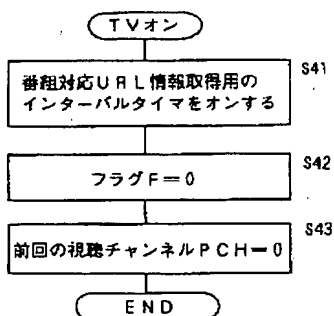 TVオン
S41
番組対応URL情報取得用の
インターバルタイマをオンする
S42
フラグF=0
S43
前回の視聴チャンネルPCH=0
END